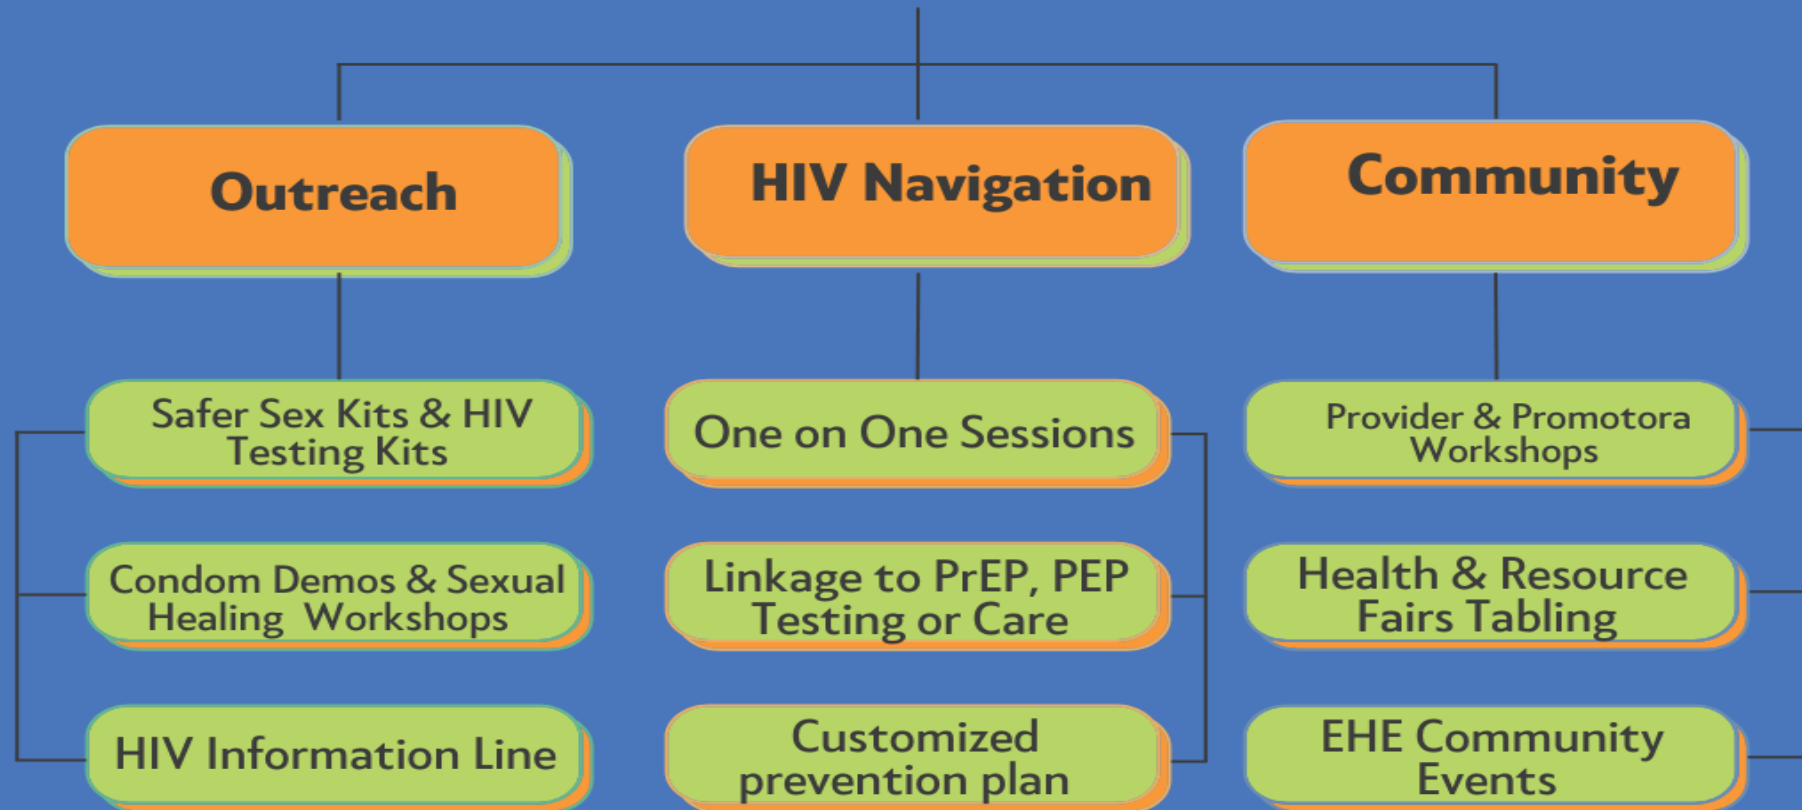 Outreach
HIV Navigation
Community
Safer Sex Kits & HIV
Testing Kits
One on One Sessions
Provider & Promotora
Workshops
Condom Demos & Sexual
Healing Workshops
Linkage to PrEP, PEP
Testing or Care
Health & Resource
Fairs Tabling
HIV Information Line
Customized
prevention plan
EHE Community
Events